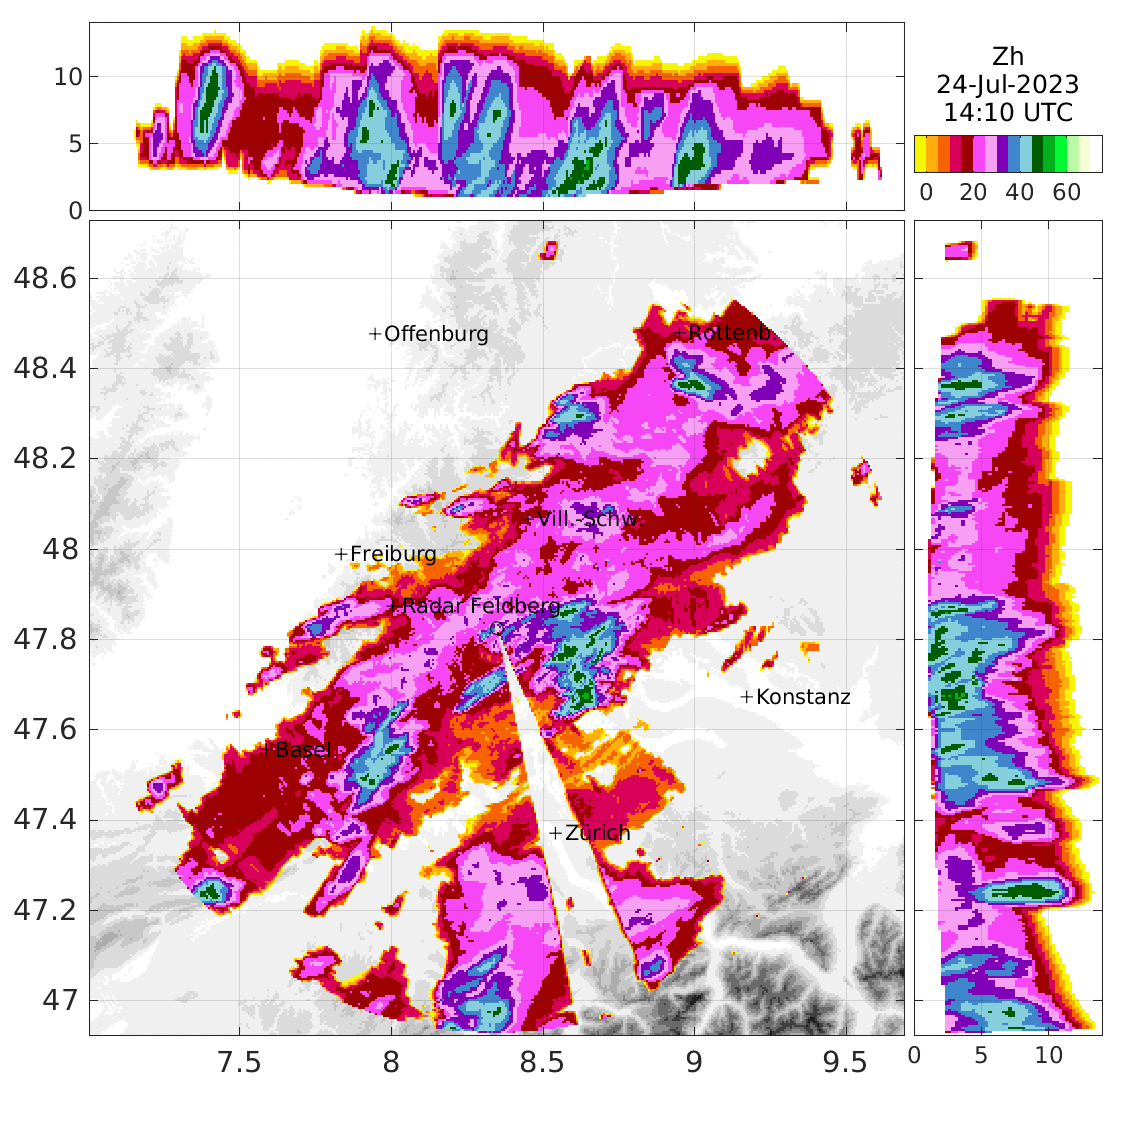 10
5
0
Zh
24-Jul-2023
14:10 UTC
0 20 40 60
48.6
48.4
48.2
48
47.8
47.6
47.4
47.2
47
+Offenburg
+Rottenb.
+Vill.-Schw.
+Freiburg
+Radar Feldberg
+Konstanz
+Basel
+Zürich
7.5 8 8.5 9 9.5
0 5 10